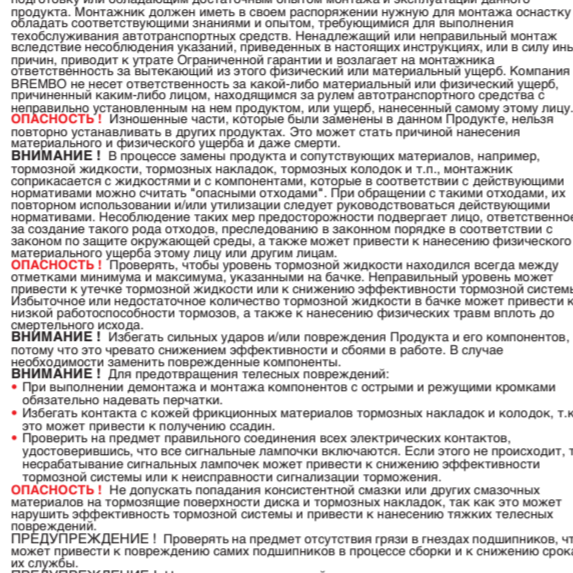 подготовку или обладающим достаточным опытом монтажа и эксплуатации данного
продукта. Монтажник должен иметь в своем распоряжении нужную для монтажа оснастку
обладать соответствующими знаниями и опытом, требующимися для выполнения
техобслуживания автотранспортных средств. Ненадлежащий или неправильный монтаж
вследствие несоблюдения указаний, приведенных в настоящих инструкциях, или в силу ины
причин, приводит к утрате Ограниченной гарантии и возлагает на монтажника
ответственность за вытекающий из этого физический или материальный ущерб. Компания
BREMBO не несет ответственность за какой-либо материальный или физический ущерб,
причиненный каким-либо лицом, находящимся за рулем автотранспортного средства с
неправильно установленным на нем продуктом, или ущерб, нанесенный самому этому лицу.
ОПАСНОСТЬ ! Изношенные части, которые были заменены в данном Продукте, нельзя
повторно устанавливать в других продуктах. Это может стать причиной нанесения
материального и физического ущерба и даже смерти.
ВНИМАНИЕ ! В процессе замены продукта и сопутствующих материалов, например,
тормозной жидкости, тормозных накладок, тормозных колодок и т.п., монтажник
соприкасается с жидкостями и с компонентами, которые в соответствии с действующими
нормативами можно считать "опасными отходами". При обращении с такими отходами, их
повторном использовании и/или утилизации следует руководствоваться действующими
нормативами. Несоблюдение таких мер предосторожности подвергает лицо, ответственное
за создание такого рода отходов, преследованию в законном порядке в соответствии с
законом по защите окружающей среды, а также может привести к нанесению физического
материального ущерба этому лицу или другим лицам.
ОПАСНОСТЬ ! Проверять, чтобы уровень тормозной жидкости находился всегда между
отметками минимума и максимума, указанными на бачке. Неправильный уровень может
привести к утечке тормозной жидкости или к снижению эффективности тормозной системы
Избыточное или недостаточное количество тормозной жидкости в бачке может привести к
низкой работоспособности тормозов, а также к нанесению физических травм вплоть до
смертельного исхода.
ВНИМАНИЕ ! Избегать сильных ударов и/или повреждения Продукта и его компонентов,
потому что это чревато снижением эффективности и сбоями в работе. В случае
необходимости заменить поврежденные компоненты.
ВНИМАНИЕ ! Для предотвращения телесных повреждений:
• При выполнении демонтажа и монтажа компонентов с острыми и режущими кромками
обязательно надевать перчатки.
• Избегать контакта с кожей фрикционных материалов тормозных накладок и колодок, т.к
это может привести к получению ссадин.
• Проверить на предмет правильного соединения всех электрических контактов,
удостоверившись, что все сигнальные лампочки включаются. Если этого не происходит, т
несрабатывание сигнальных лампочек может привести к снижению эффективности
тормозной системы или к неисправности сигнализации торможения.
ОПАСНОСТЬ ! Не допускать попадания консистентной смазки или других смазочных
материалов на тормозящие поверхности диска и тормозных накладок, так как это может
нарушить эффективность тормозной системы и привести к нанесению тяжких телесных
повреждений.
ПРЕДУПРЕЖДЕНИЕ ! Проверять на предмет отсутствия грязи в гнездах подшипников, чт
может привести к повреждению самих подшипников в процессе сборки и к снижению срока
их службы.